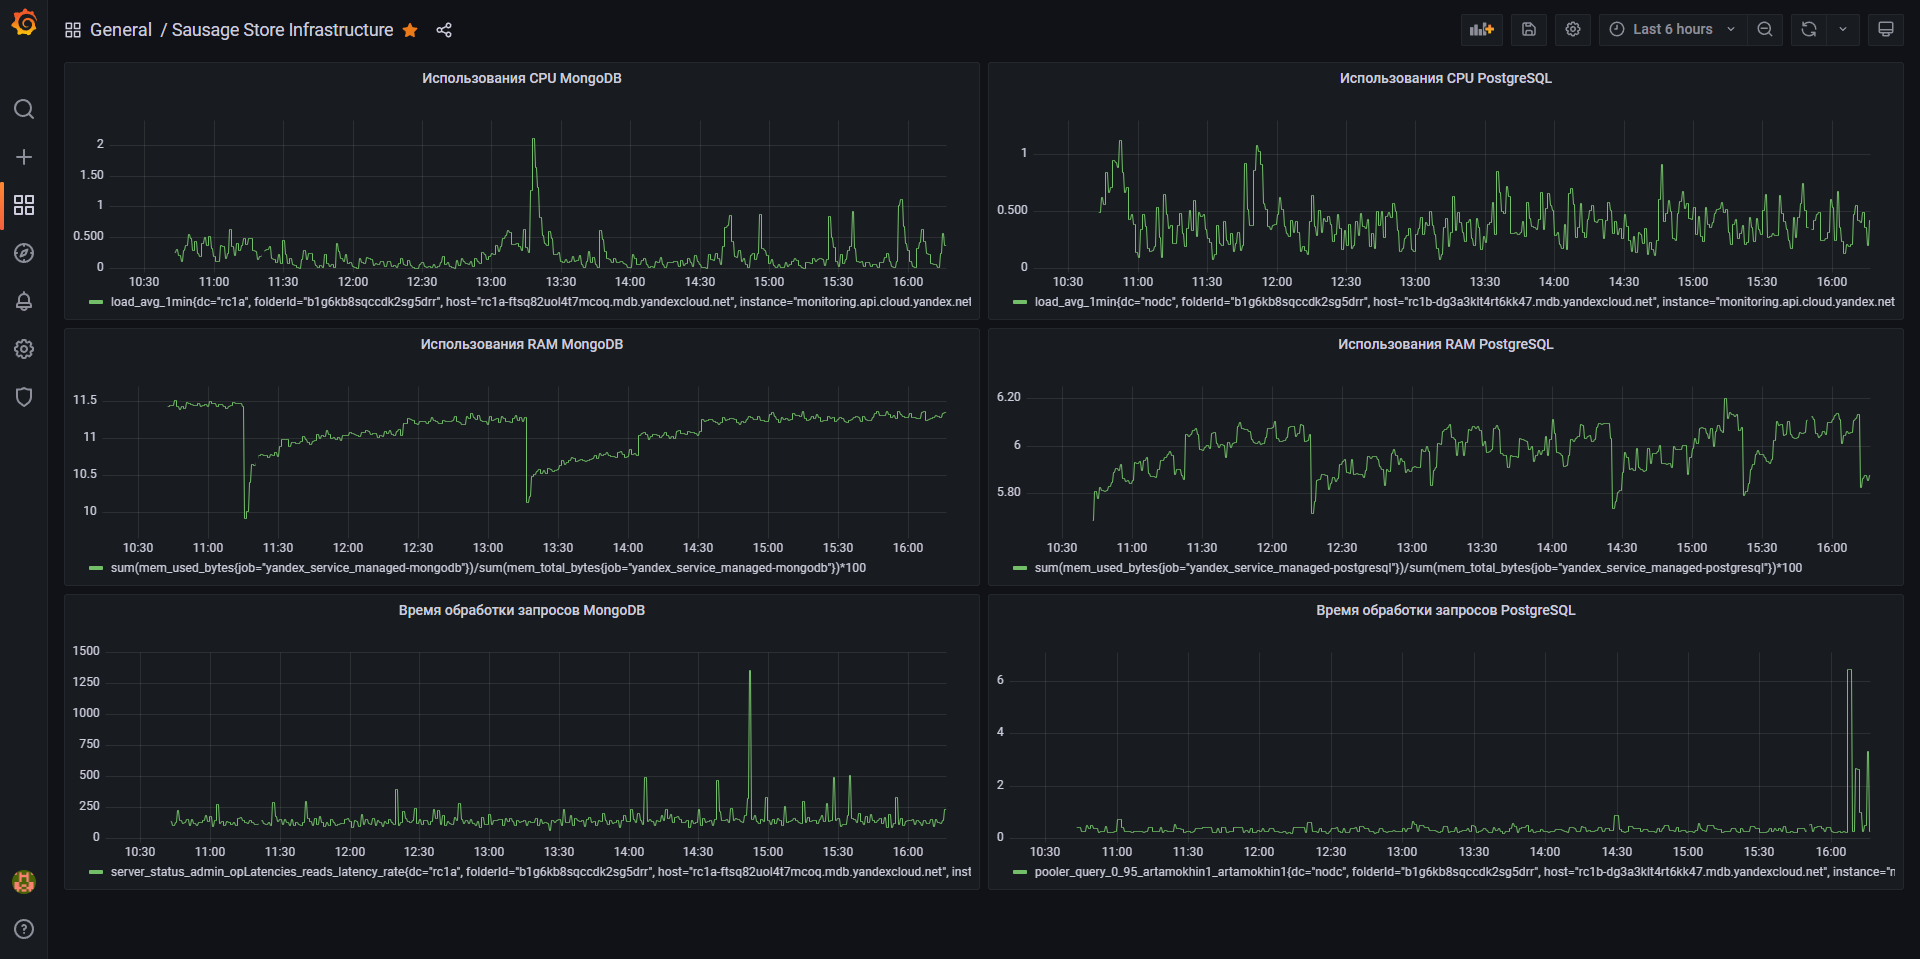 General / Sausage Store Infrastructure
Last 6 hours
Использования CPU MongoDB
2
1.50
1
0.500
0
10:30 11:00 11:30 12:00 12:30 13:00 13:30 14:00 14:30 15:00 15:30 16:00
load_avg_1min{dc="rc1a", folderId="b1g6kb8sqccdk2sg5drr", host="rc1a-ftsq82uol4t7mcoq.mdb.yandexcloud.net", instance="monitoring.api.cloud.yandex.net
Использования CPU PostgreSQL
1
0.500
0
10:30 11:00 11:30 12:00 12:30 13:00 13:30 14:00 14:30 15:00 15:30 16:00
load_avg_1min{dc="nodc", folderId="b1g6kb8sqccdk2sg5drr", host="rc1b-dg3a3klt4rt6kk47.mdb.yandexcloud.net", instance="monitoring.api.cloud.yandex.net
Использования RAM MongoDB
11.5
11
10.5
10
10:30 11:00 11:30 12:00 12:30 13:00 13:30 14:00 14:30 15:00 15:30 16:00
sum(mem_used_bytes{job="yandex_service_managed-mongodb"})/sum(mem_total_bytes{job="yandex_service_managed-mongodb"})*100
Использования RAM PostgreSQL
6.20
6
5.80
10:30 11:00 11:30 12:00 12:30 13:00 13:30 14:00 14:30 15:00 15:30 16:00
sum(mem_used_bytes{job="yandex_service_managed-postgresql"})/sum(mem_total_bytes{job="yandex_service_managed-postgresql"})*100
Время обработки запросов MongoDB
1500
1250
1000
750
500
250
0
10:30 11:00 11:30 12:00 12:30 13:00 13:30 14:00 14:30 15:00 15:30 16:00
server_status_admin_opLatencies_reads_latency_rate{dc="rc1a", folderId="b1g6kb8sqccdk2sg5drr", host="rc1a-ftsq82uol4t7mcoq.mdb.yandexcloud.net", inst
Время обработки запросов PostgreSQL
6
4
2
0
10:30 11:00 11:30 12:00 12:30 13:00 13:30 14:00 14:30 15:00 15:30 16:00
pooler_query_0_95_artamokhin1_artamokhin1{dc="nodc", folderId="b1g6kb8sqccdk2sg5drr", host="rc1b-dg3a3klt4rt6kk47.mdb.yandexcloud.net", instance="n